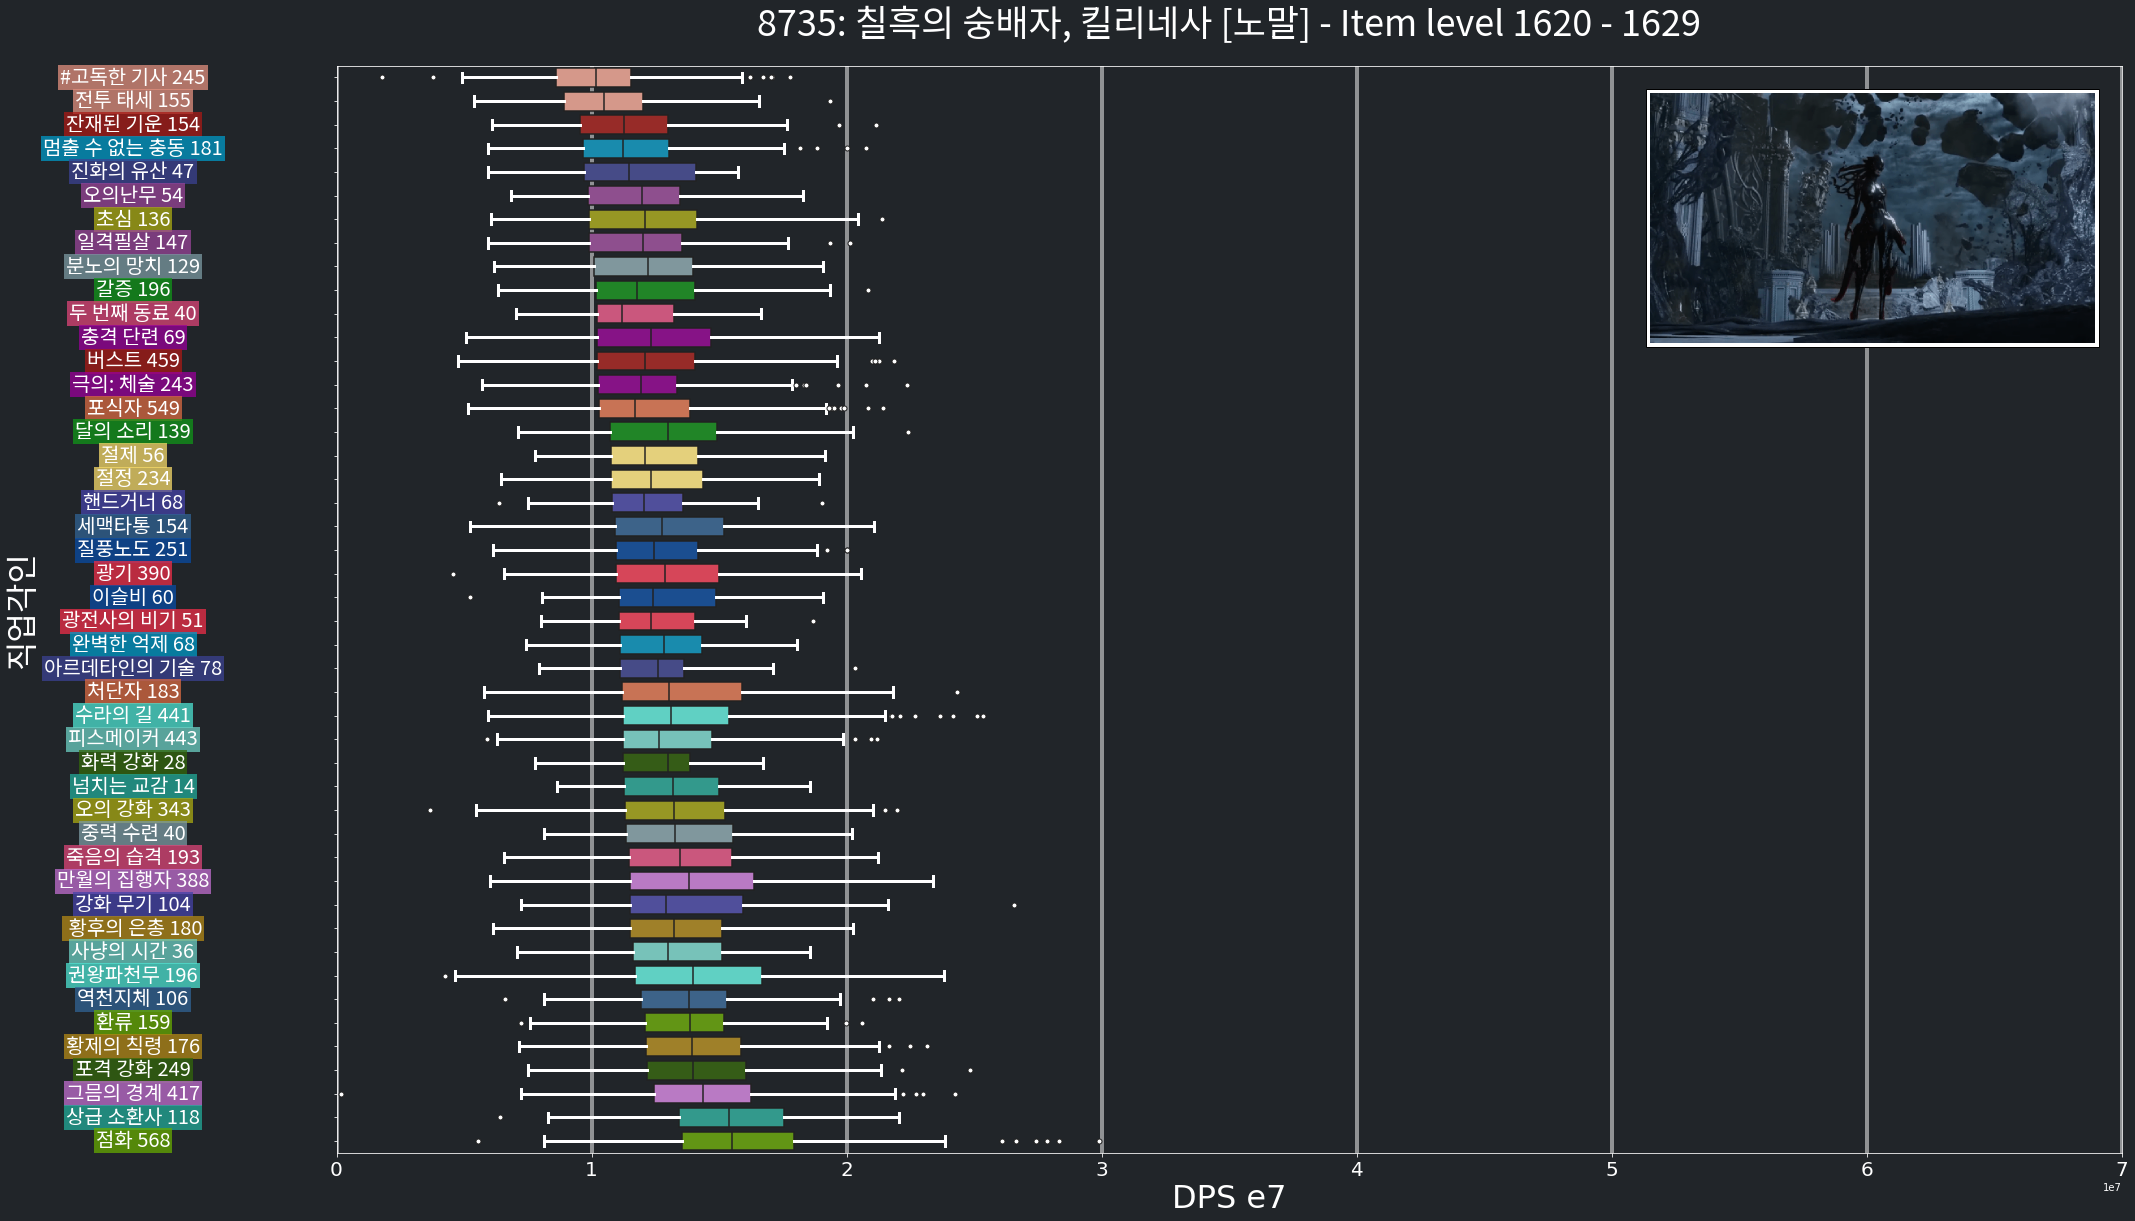 8735: 칠흑의 숭배자, 킬리네사 [노말] - Item level 1620 - 1629
#고독한 기사 245
전투 태세 155
잔재된 기운 154
멈출 수 없는 충동 181
진화의 유산 47
오의난무 54
초심 136
일격필살 147
분노의 망치 129
갈증 196
두 번째 동료 40
충격 단련 69
버스트 459
극의: 체술 243
포식자 549
달의 소리 139
절제 56
절정 234
핸드거너 68
세맥타통 154
질풍노도 251
광기 390
이슬비 60
광전사의 비기 51
완벽한 억제 68
아르데타인의 기술 78
처단자 183
수라의 길 441
피스메이커 443
화력 강화 28
넘치는 교감 14
오의 강화 343
중력 수련 40
죽음의 습격 193
만월의 집행자 388
강화 무기 104
황후의 은총 180
사냥의 시간 36
권왕파천무 196
역천지체 106
환류 159
황제의 칙령 176
포격 강화 249
그믐의 경계 417
상급 소환사 118
점화 568
직업각인
0 1 2 3 4 5 6 7
DPS e7
1e7